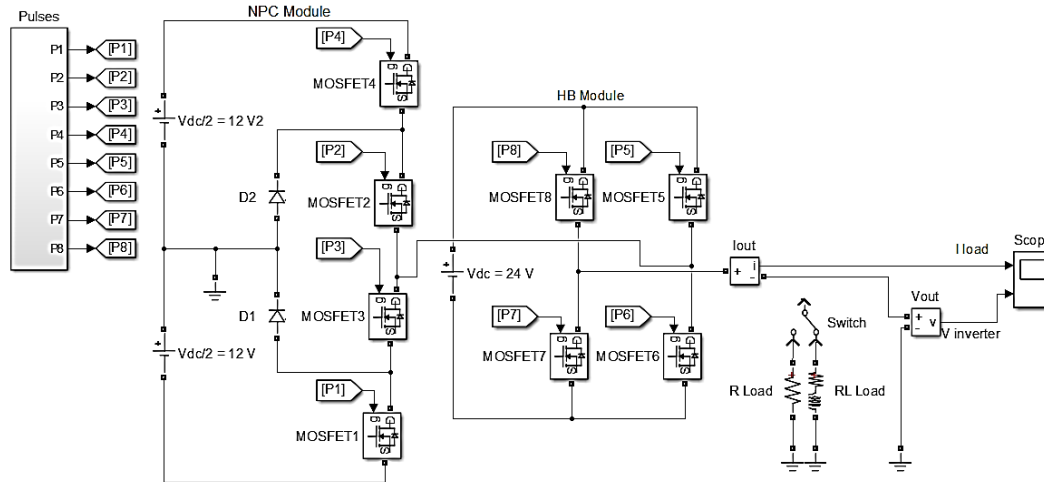 Pulses
P1
[P1]
P2
[P2]
P3
[P3]
P4
[P4]
P5
[P5]
P6
[P6]
P7
[P7]
P8
[P8]
NPC Module
[P4]
g
D
S
MOSFET4
Vdc/2 = 12 V2
[P2]
g
D
S
MOSFET2
D2
[P3]
g
D
S
MOSFET3
D1
Vdc/2 = 12 V
[P1]
g
D
S
MOSFET1
HB Module
[P8]
g
D
S
MOSFET8
[P5]
g
D
S
MOSFET5
Vdc = 24 V
[P7]
g
D
S
MOSFET7
[P6]
g
D
S
MOSFET6
Iout
+
i
-
I load
Scop
Vout
+
-
v
V inverter
Switch
R Load
RL Load